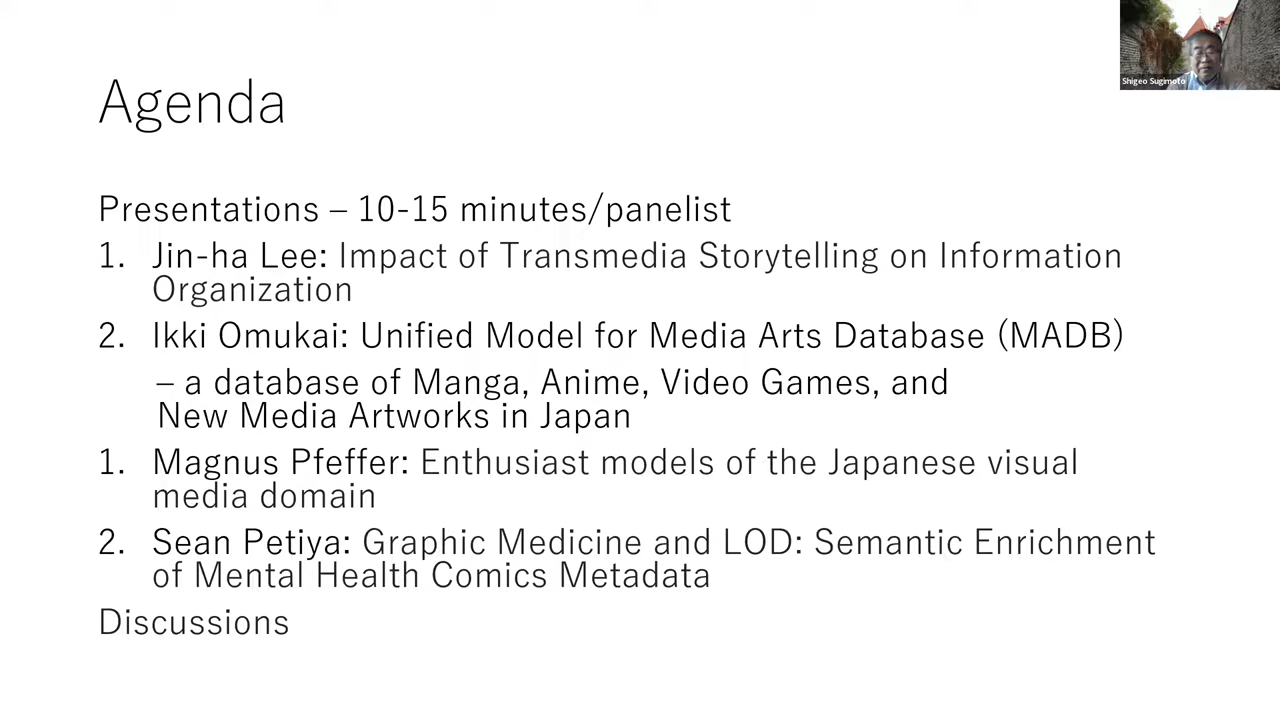 Shigeo Sugimoto
Agenda
Presentations – 10-15 minutes/panelist
1. Jin-ha Lee: Impact of Transmedia Storytelling on Information
Organization
2. Ikki Omukai: Unified Model for Media Arts Database (MADB)
– a database of Manga, Anime, Video Games, and
New Media Artworks in Japan
1. Magnus Pfeffer: Enthusiast models of the Japanese visual
media domain
2. Sean Petiya: Graphic Medicine and LOD: Semantic Enrichment
of Mental Health Comics Metadata
Discussions